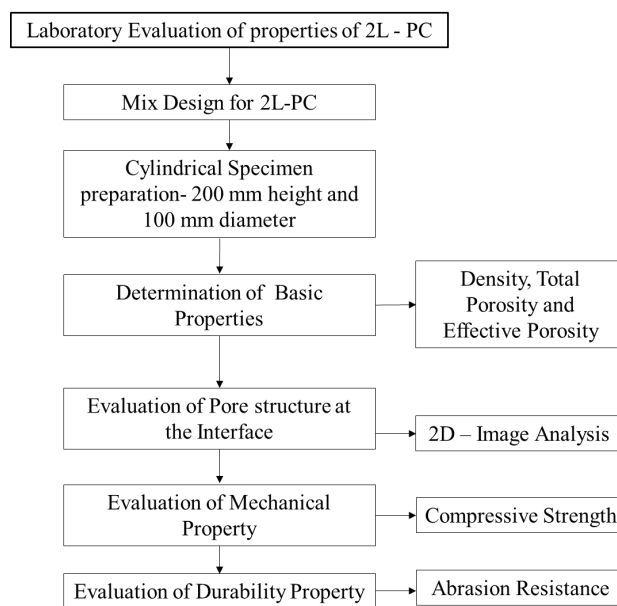 Laboratory Evaluation of properties of 2L - PC
Mix Design for 2L-PC
Cylindrical Specimen
preparation- 200 mm height and
100 mm diameter
Determination of Basic
Properties
Density, Total
Porosity and
Effective Porosity
Evaluation of Pore structure at
the Interface
2D – Image Analysis
Evaluation of Mechanical
Property
Compressive Strength
Evaluation of Durability Property
Abrasion Resistance